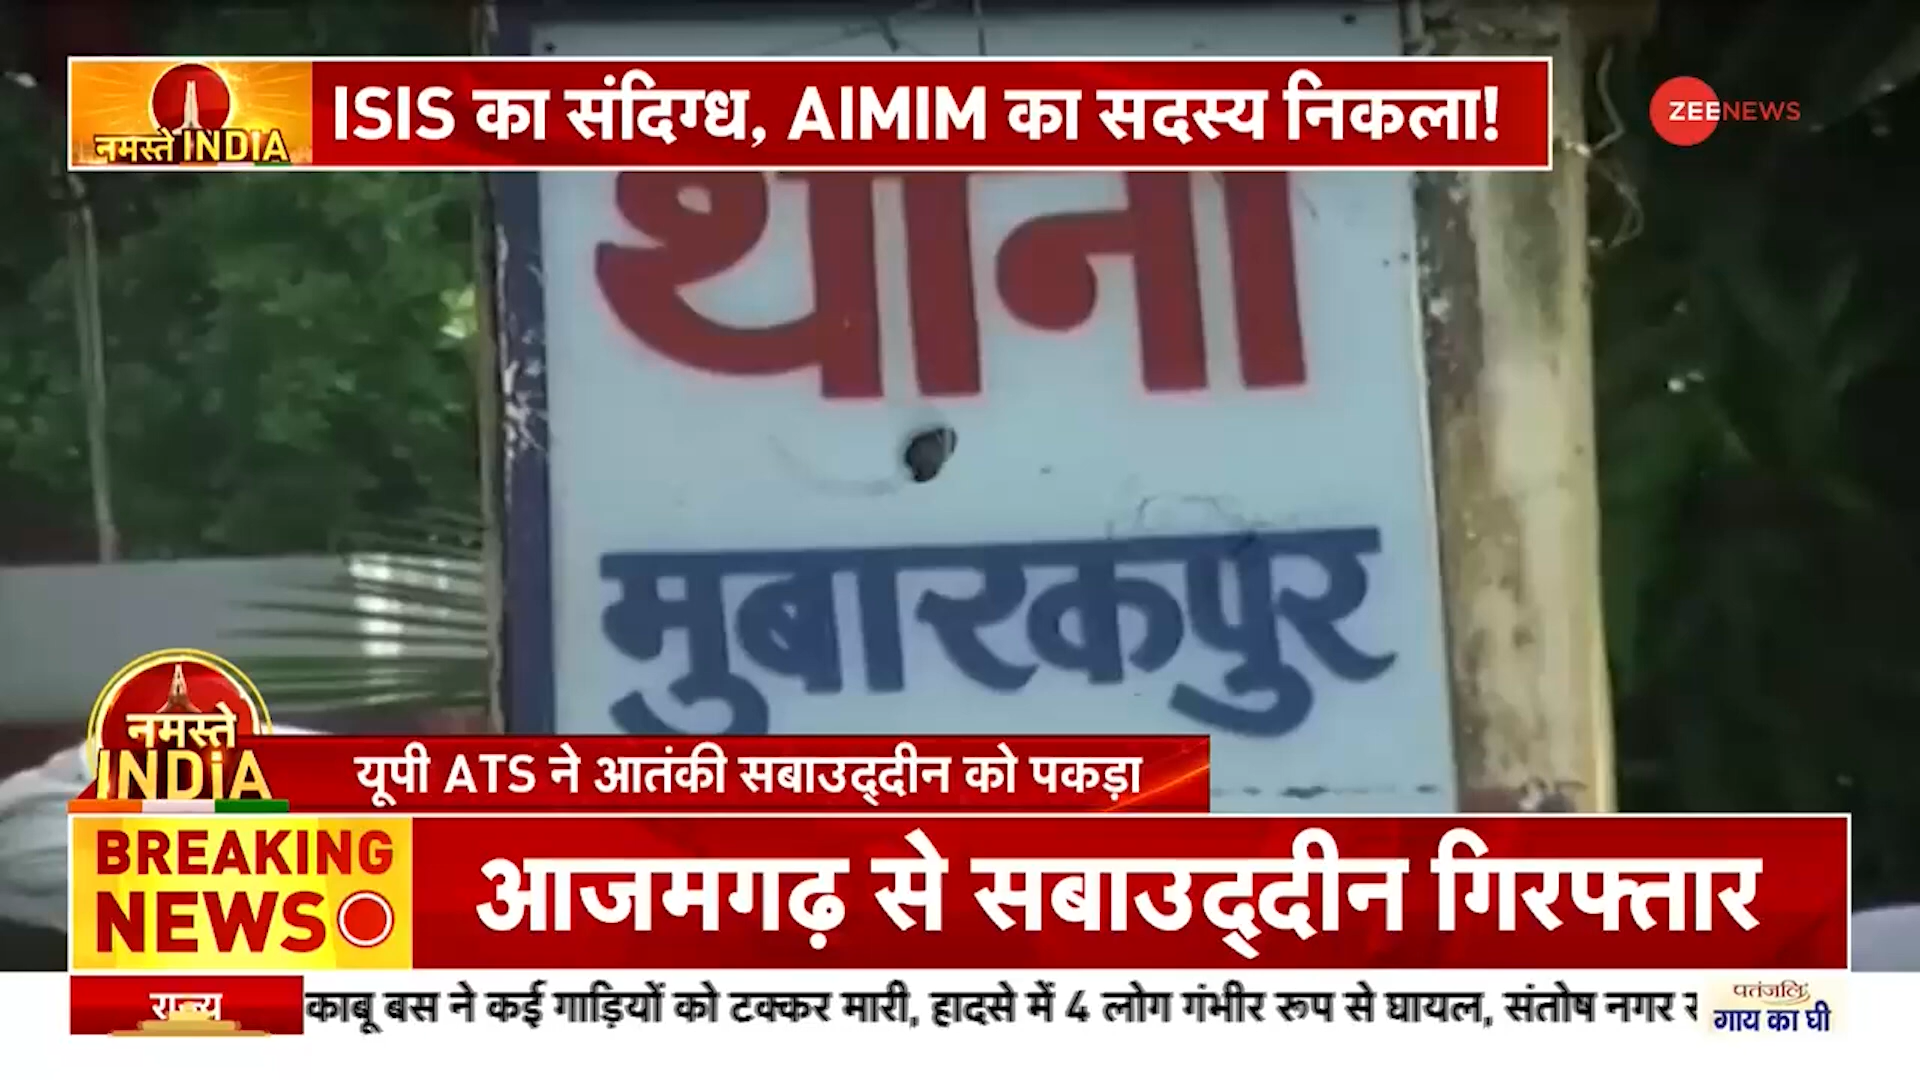 नमस्ते INDIA
ISIS का संदिग्ध, AIMIM का सदस्य निकला!
ZEENEWS
थाना
मुबारकपुर
नमस्ते
INDiA
यूपी ATS ने आतंकी सबाउद्दीन को पकड़ा
BREAKING
NEWS
आजमगढ़ से सबाउद्दीन गिरफ्तार
राज्य
काबू बस ने कई गाड़ियों को टक्कर मारी, हादसे में 4 लोग गंभीर रूप से घायल, संतोष नगर
पतंजलि
गाय का घी